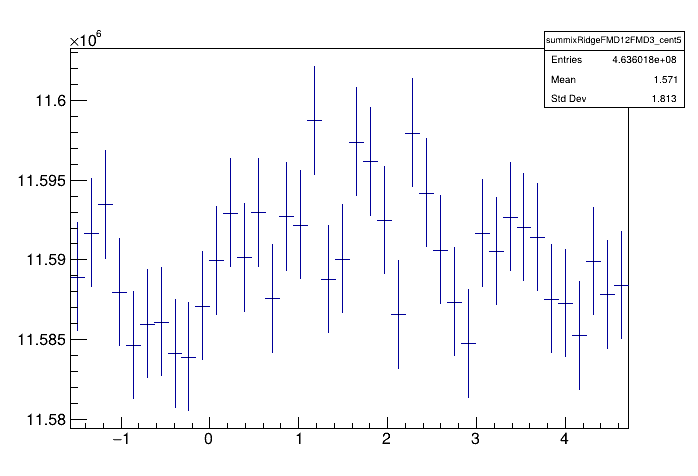 ×10⁶
summixRidgeFMD12FMD3_cent5
Entries 4.636018e+08
Mean 1.571
Std Dev 1.813
11.6
11.595
11.59
11.585
11.58
−1 0 1 2 3 4